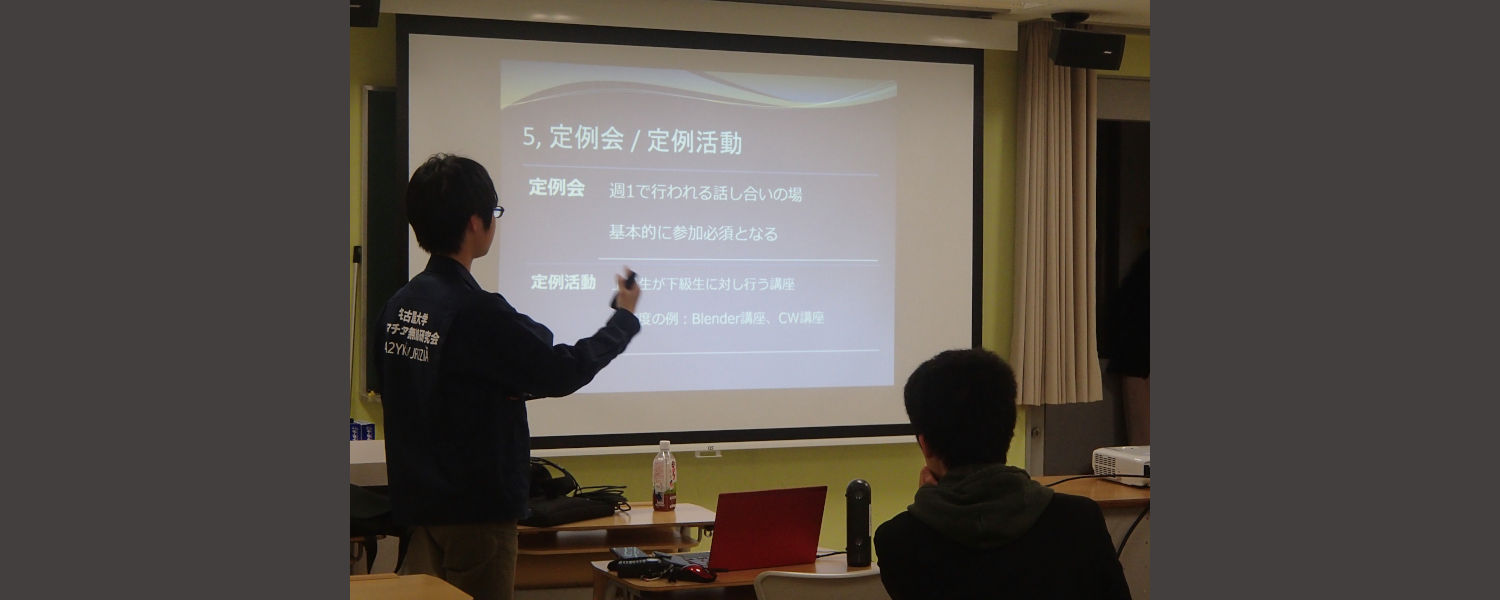 5, 定例会 / 定例活動
定例会
週1で行われる話し合いの場
基本的に参加必須となる
定例活動
生が下級生に対し行う講座
度の例：Blender講座、CW講座
名古屋大学
アマチュア無線研究会